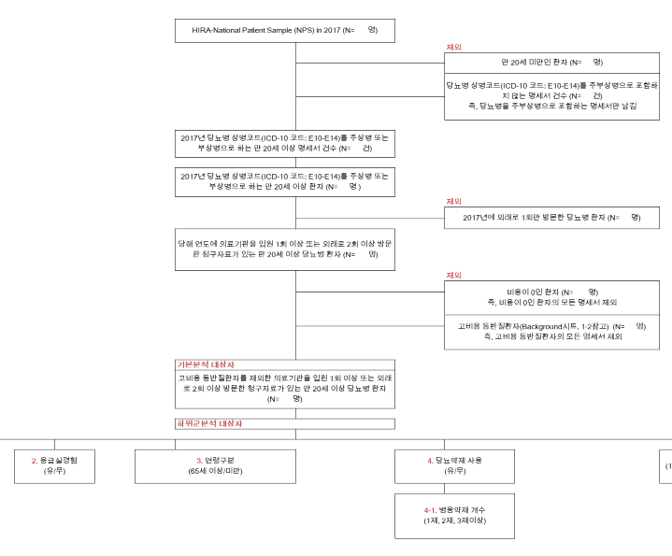 HIRA-National Patient Sample (NPS) in 2017 (N= 명)
제외
만 20세 미만인 환자 (N= 명)
당뇨병 상병코드(ICD-10 코드: E10-E14)를 주부상병으로 포함하
지 않는 명세서 건수 (N= 건)
즉, 당뇨병을 주부상병으로 포함하는 명세서만 남김
2017년 당뇨병 상병코드(ICD-10 코드: E10-E14)를 주상병 또는
부상병으로 하는 만 20세 이상 명세서 건수 (N= 건)
2017년 당뇨병 상병코드(ICD-10 코드: E10-E14)를 주상병 또는
부상병으로 하는 만 20세 이상 환자 (N= 명 )
제외
2017년에 외래로 1회만 방문한 당뇨병 환자 (N= 명)
당해 연도에 의료기관을 입원 1회 이상 또는 외래로 2회 이상 방문
한 청구자료가 있는 만 20세 이상 당뇨병 환자 (N= 명)
제외
비용이 0인 환자 (N= 명)
즉, 비용이 0인 환자의 모든 명세서 제외
고비용 동반질환자(Background시트, 1-2참고) (N= 명)
즉, 고비용 동반질환자의 모든 명세서 제외
기본분석 대상자
고비용 동반질환자를 제외한 의료기관을 입원 1회 이상 또는 외래
로 2회 이상 방문한 청구자료가 있는 만 20세 이상 당뇨병 환자
(N= 명)
하위군분석 대상자
2. 응급실경험
(유/무)
3. 연령구분
(65세 이상/미만)
4. 당뇨약제 사용
(유/무)
(1
4-1. 병용약제 개수
(1제, 2제, 3제이상)